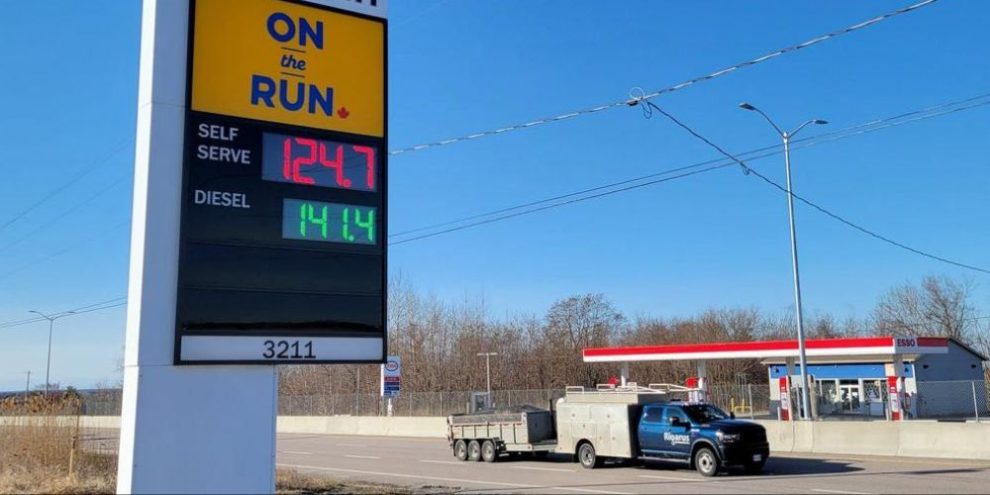 ON
the
RUN
SELF
SERVE
124.7
DIESEL
141.4
3211
ESSO
Rigarus